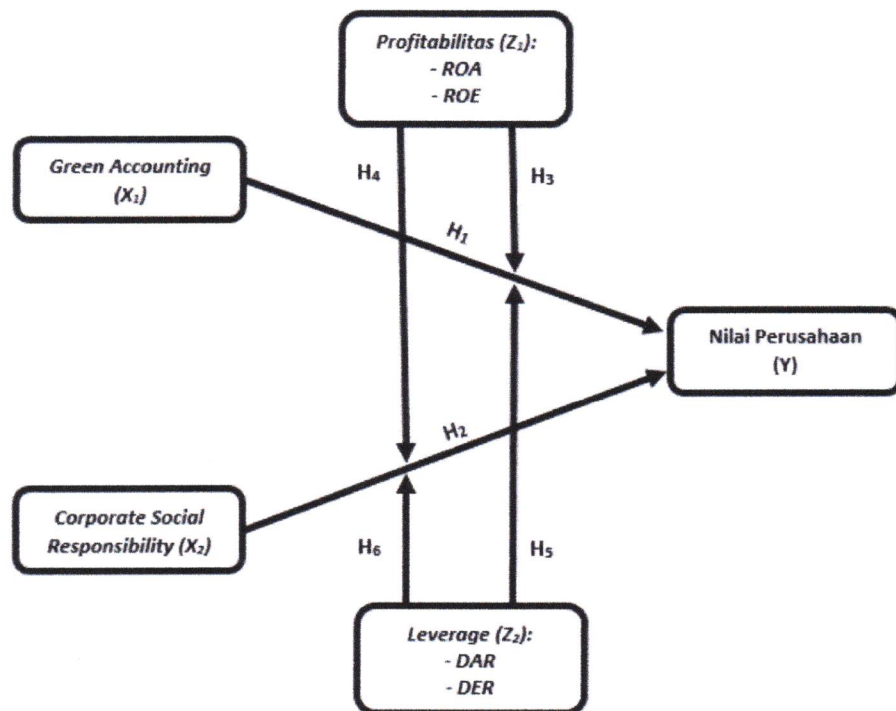 Profitabilitas (Z₁):
- ROA
- ROE
Green Accounting
(X₁)
H₄
H₃
H₁
Nilai Perusahaan
(Y)
H₂
Corporate Social
Responsibility (X₂)
H₆
H₅
Leverage (Z₂):
- DAR
- DER